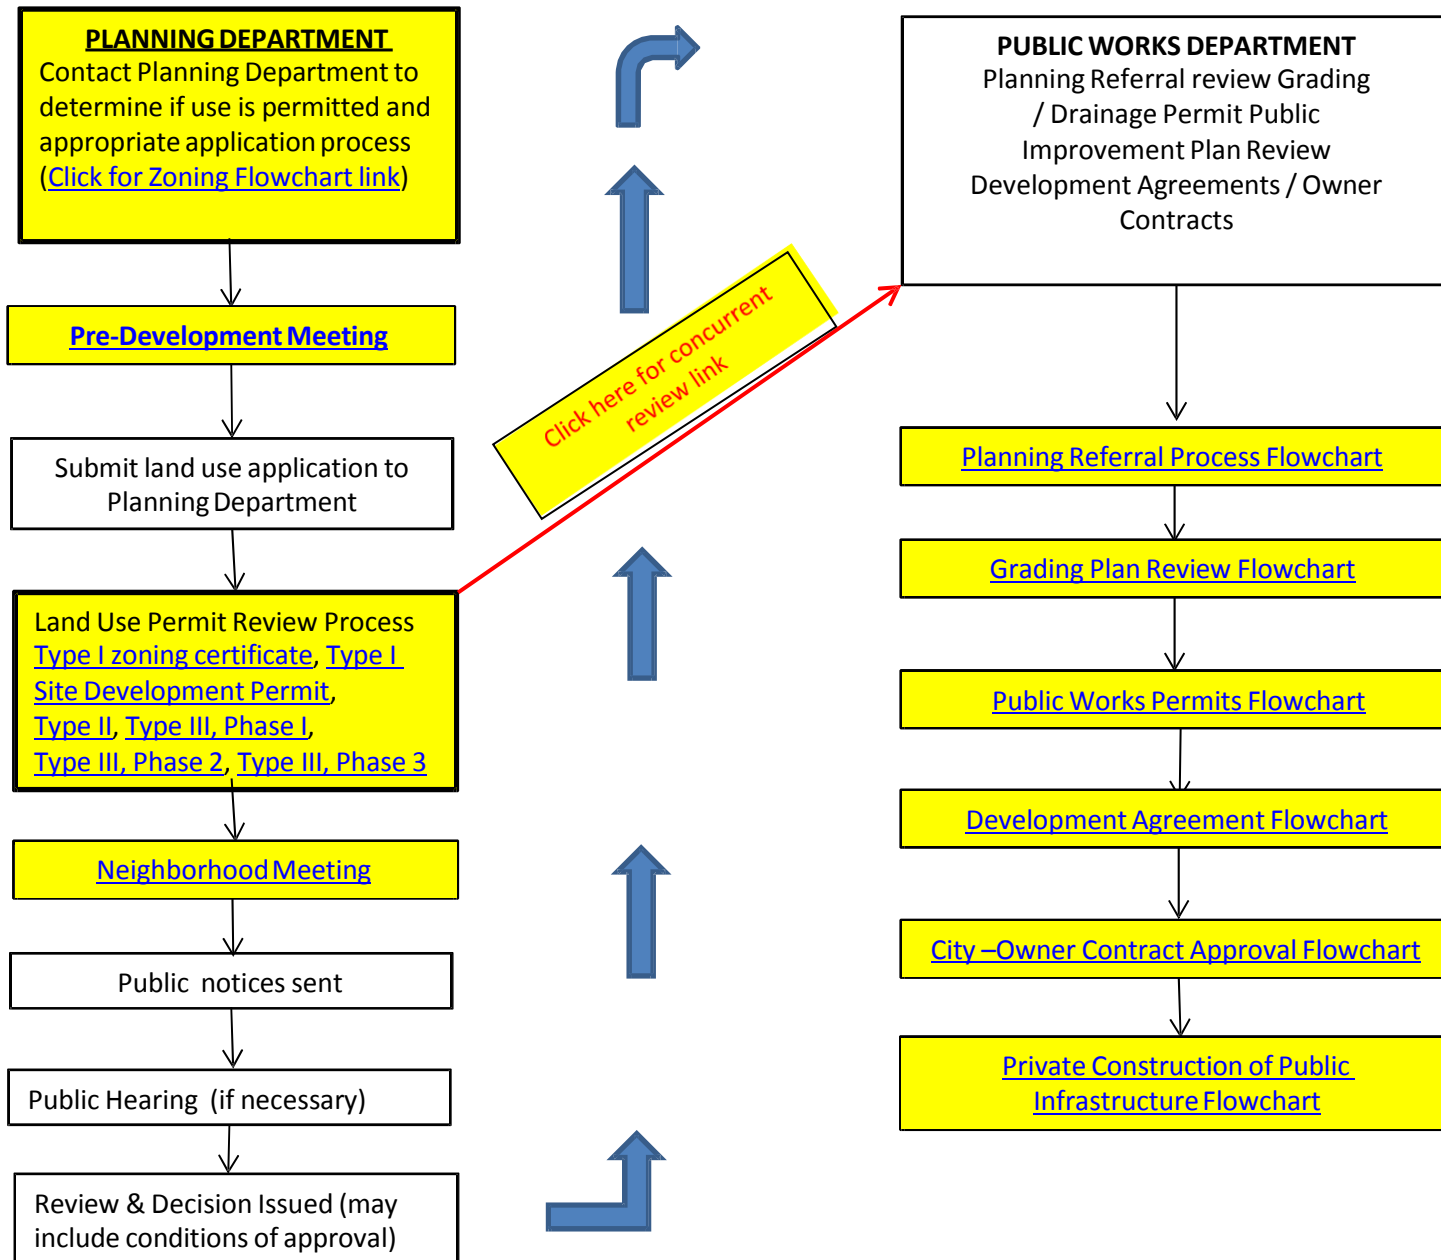 PLANNING DEPARTMENT
Contact Planning Department to
determine if use is permitted and
appropriate application process
(Click for Zoning Flowchart link)
Pre-Development Meeting
Submit land use application to
Planning Department
Land Use Permit Review Process
Type I zoning certificate, Type I
Site Development Permit,
Type II, Type III, Phase I,
Type III, Phase 2, Type III, Phase 3
Neighborhood Meeting
Public notices sent
Public Hearing (if necessary)
Review & Decision Issued (may
include conditions of approval)
Click here for concurrent
review link
PUBLIC WORKS DEPARTMENT
Planning Referral review Grading
/ Drainage Permit Public
Improvement Plan Review
Development Agreements / Owner
Contracts
Planning Referral Process Flowchart
Grading Plan Review Flowchart
Public Works Permits Flowchart
Development Agreement Flowchart
City –Owner Contract Approval Flowchart
Private Construction of Public
Infrastructure Flowchart